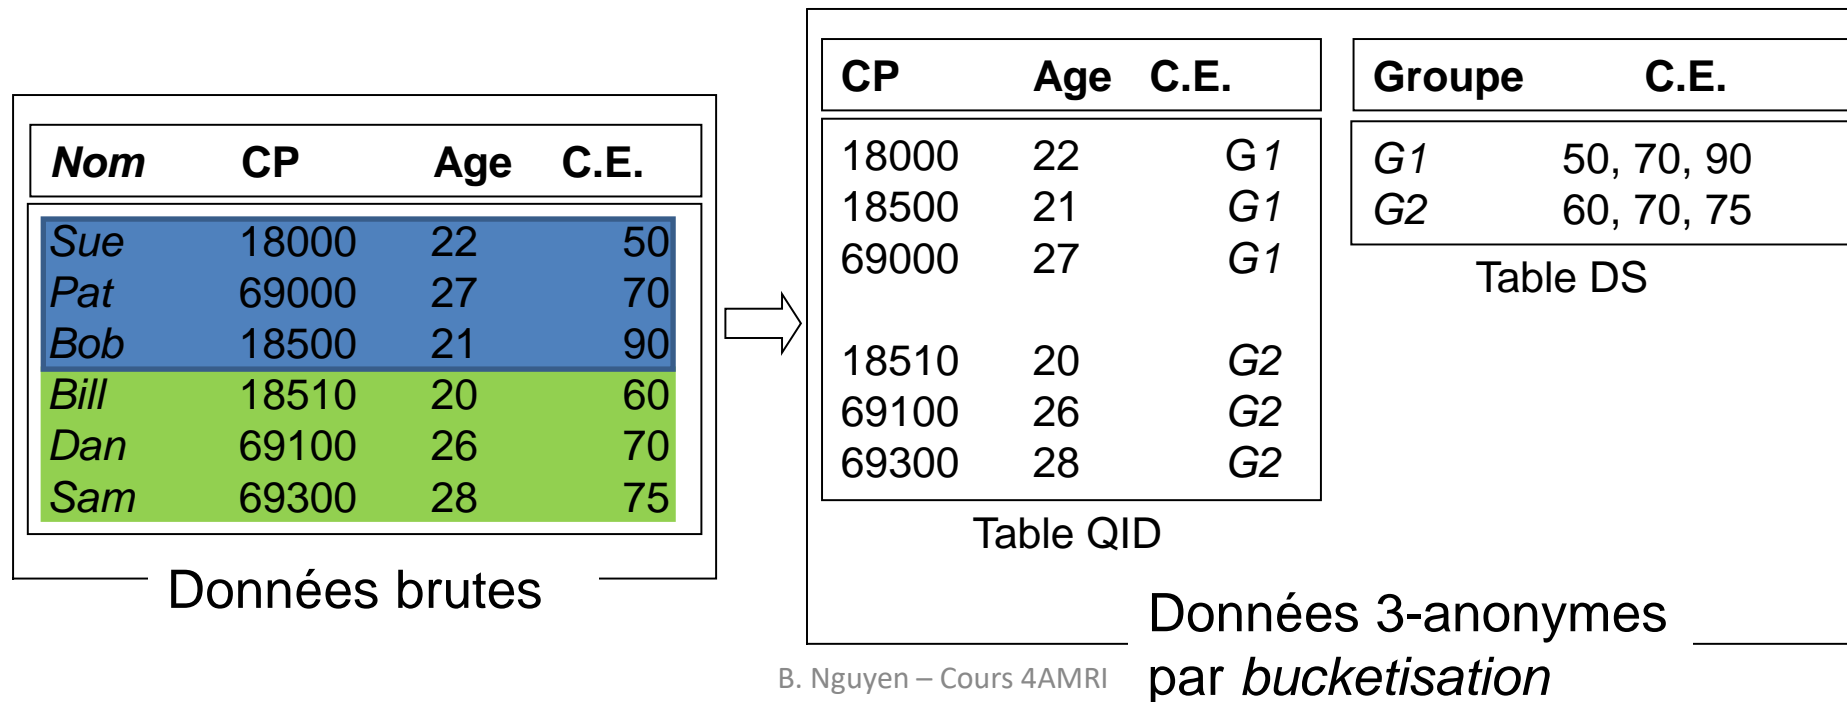 Nom CP Age C.E.
Sue 18000 22 50
Pat 69000 27 70
Bob 18500 21 90
Bill 18510 20 60
Dan 69100 26 70
Sam 69300 28 75
Données brutes
CP Age C.E.
18000 22 G1
18500 21 G1
69000 27 G1
18510 20 G2
69100 26 G2
69300 28 G2
Table QID
Groupe C.E.
G1 50, 70, 90
G2 60, 70, 75
Table DS
Données 3-anonymes
par bucketisation
B. Nguyen – Cours 4AMRI